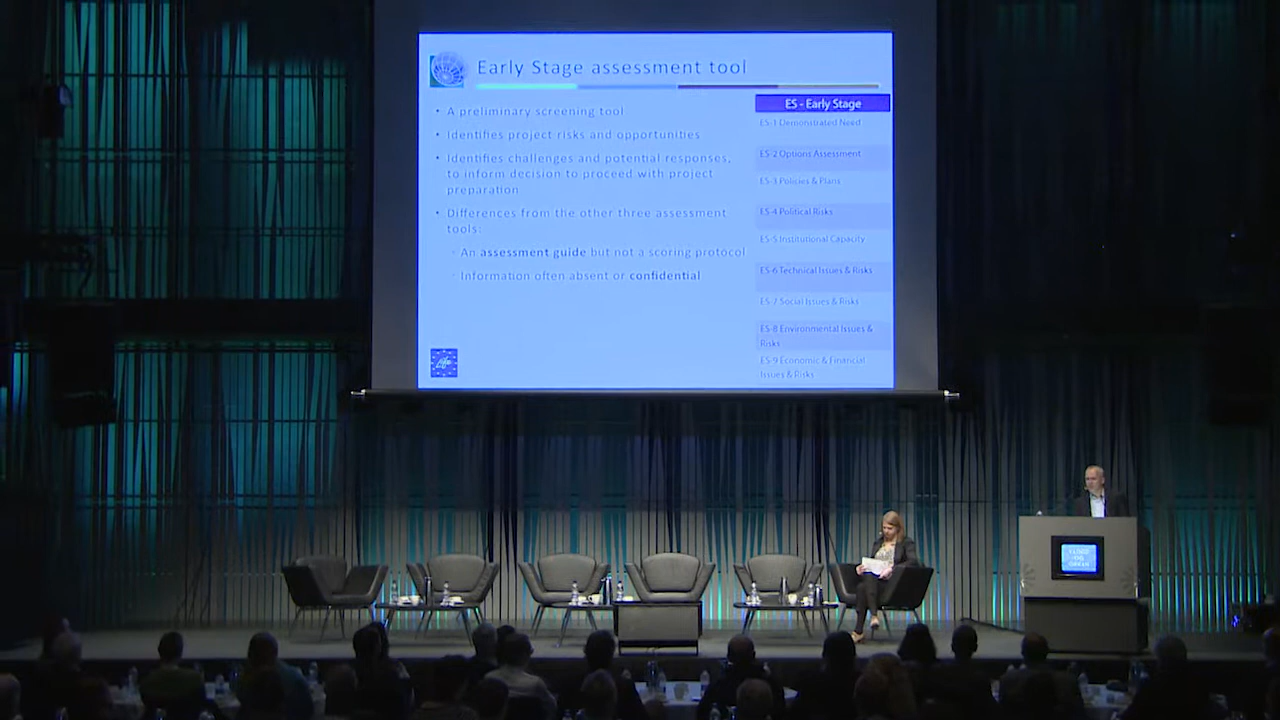 Early Stage assessment tool
• A preliminary screening tool
• Identifies project risks and opportunities
• Identifies challenges and potential responses,
to inform decision to proceed with project
preparation
• Differences from the other three assessment
tools:
An assessment guide but not a scoring protocol
Information often absent or confidential
ES - Early Stage
ES-1 Demonstrated Need
ES-2 Options Assessment
ES-3 Policies & Plans
ES-4 Political Risks
ES-5 Institutional Capacity
ES-6 Technical Issues & Risks
ES-7 Social Issues & Risks
ES-8 Environmental Issues &
Risks
ES-9 Economic & Financial
Issues & Risks